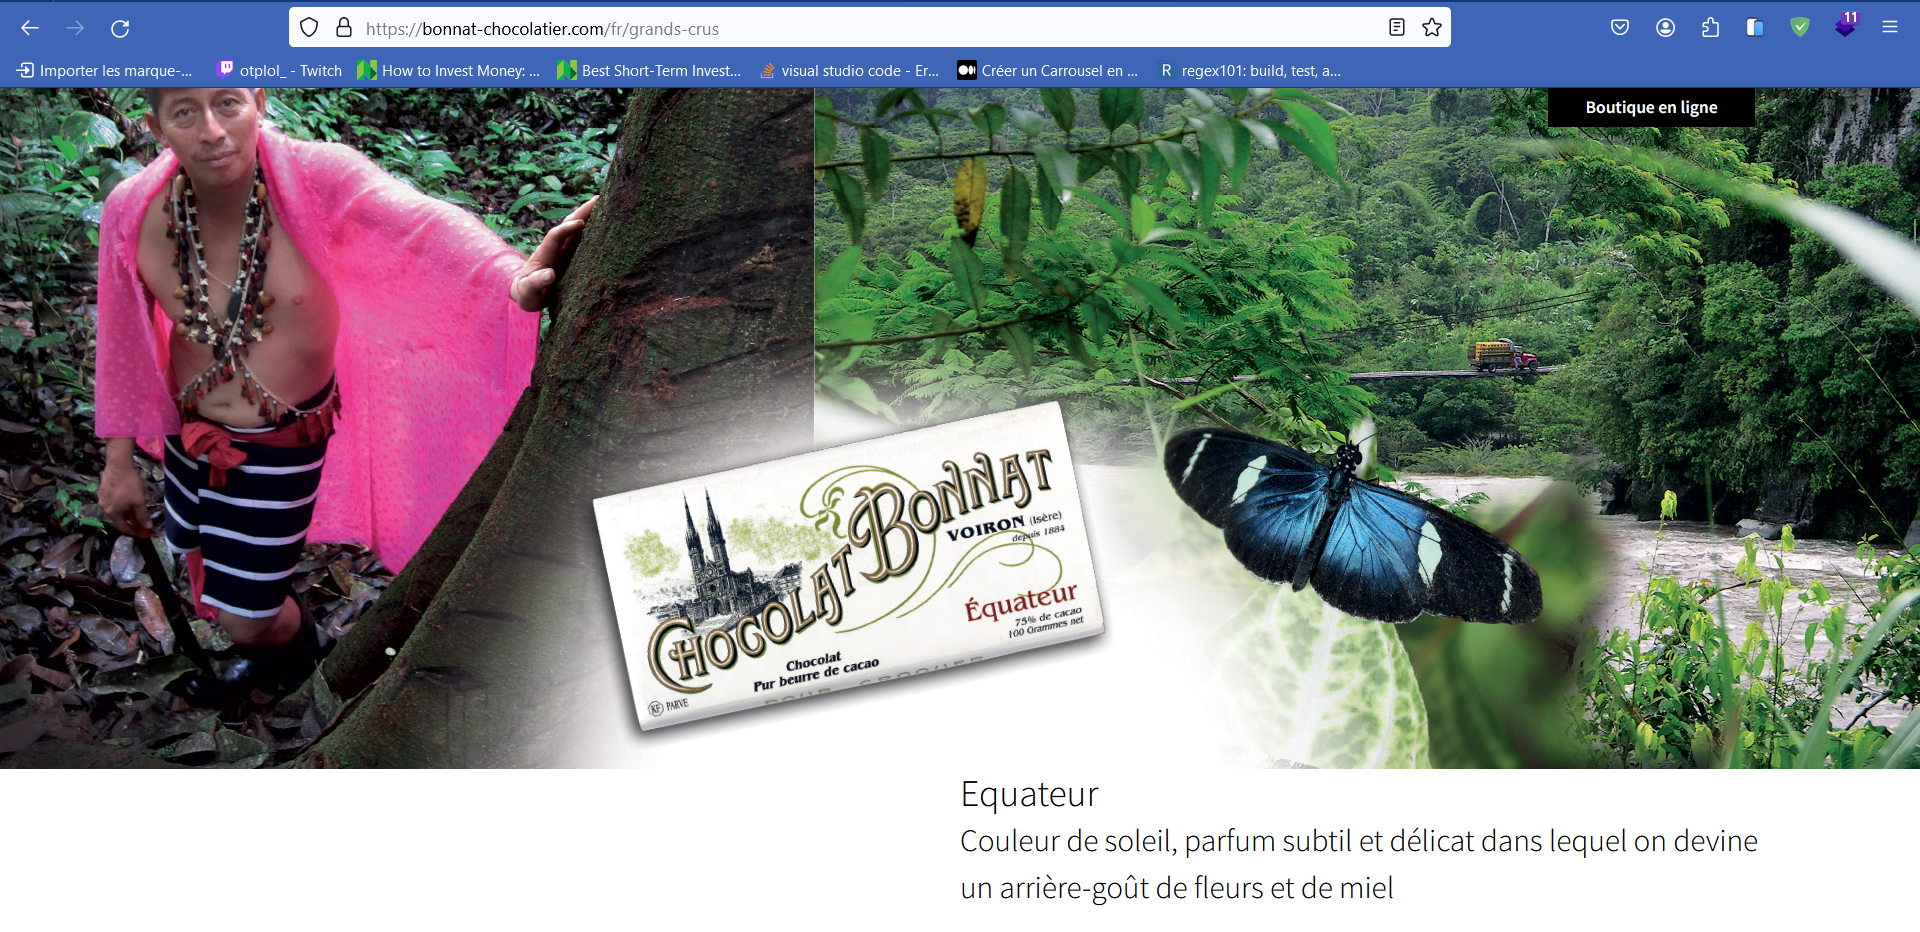 https://bonnat-chocolatier.com/fr/grands-crus
11
Importer les marque-...
otplol_ - Twitch
How to Invest Money: ...
Best Short-Term Invest...
visual studio code - Er...
Créer un Carrousel en ...
R
regex101: build, test, a...
Boutique en ligne
CHOCOLAT BONNAT
VOIRON (Isère)
depuis 1884
Équateur
75% de cacao
100 Grammes net
Chocolat
Pur beurre de cacao
KF PARVE
Equateur
Couleur de soleil, parfum subtil et délicat dans lequel on devine
un arrière-goût de fleurs et de miel